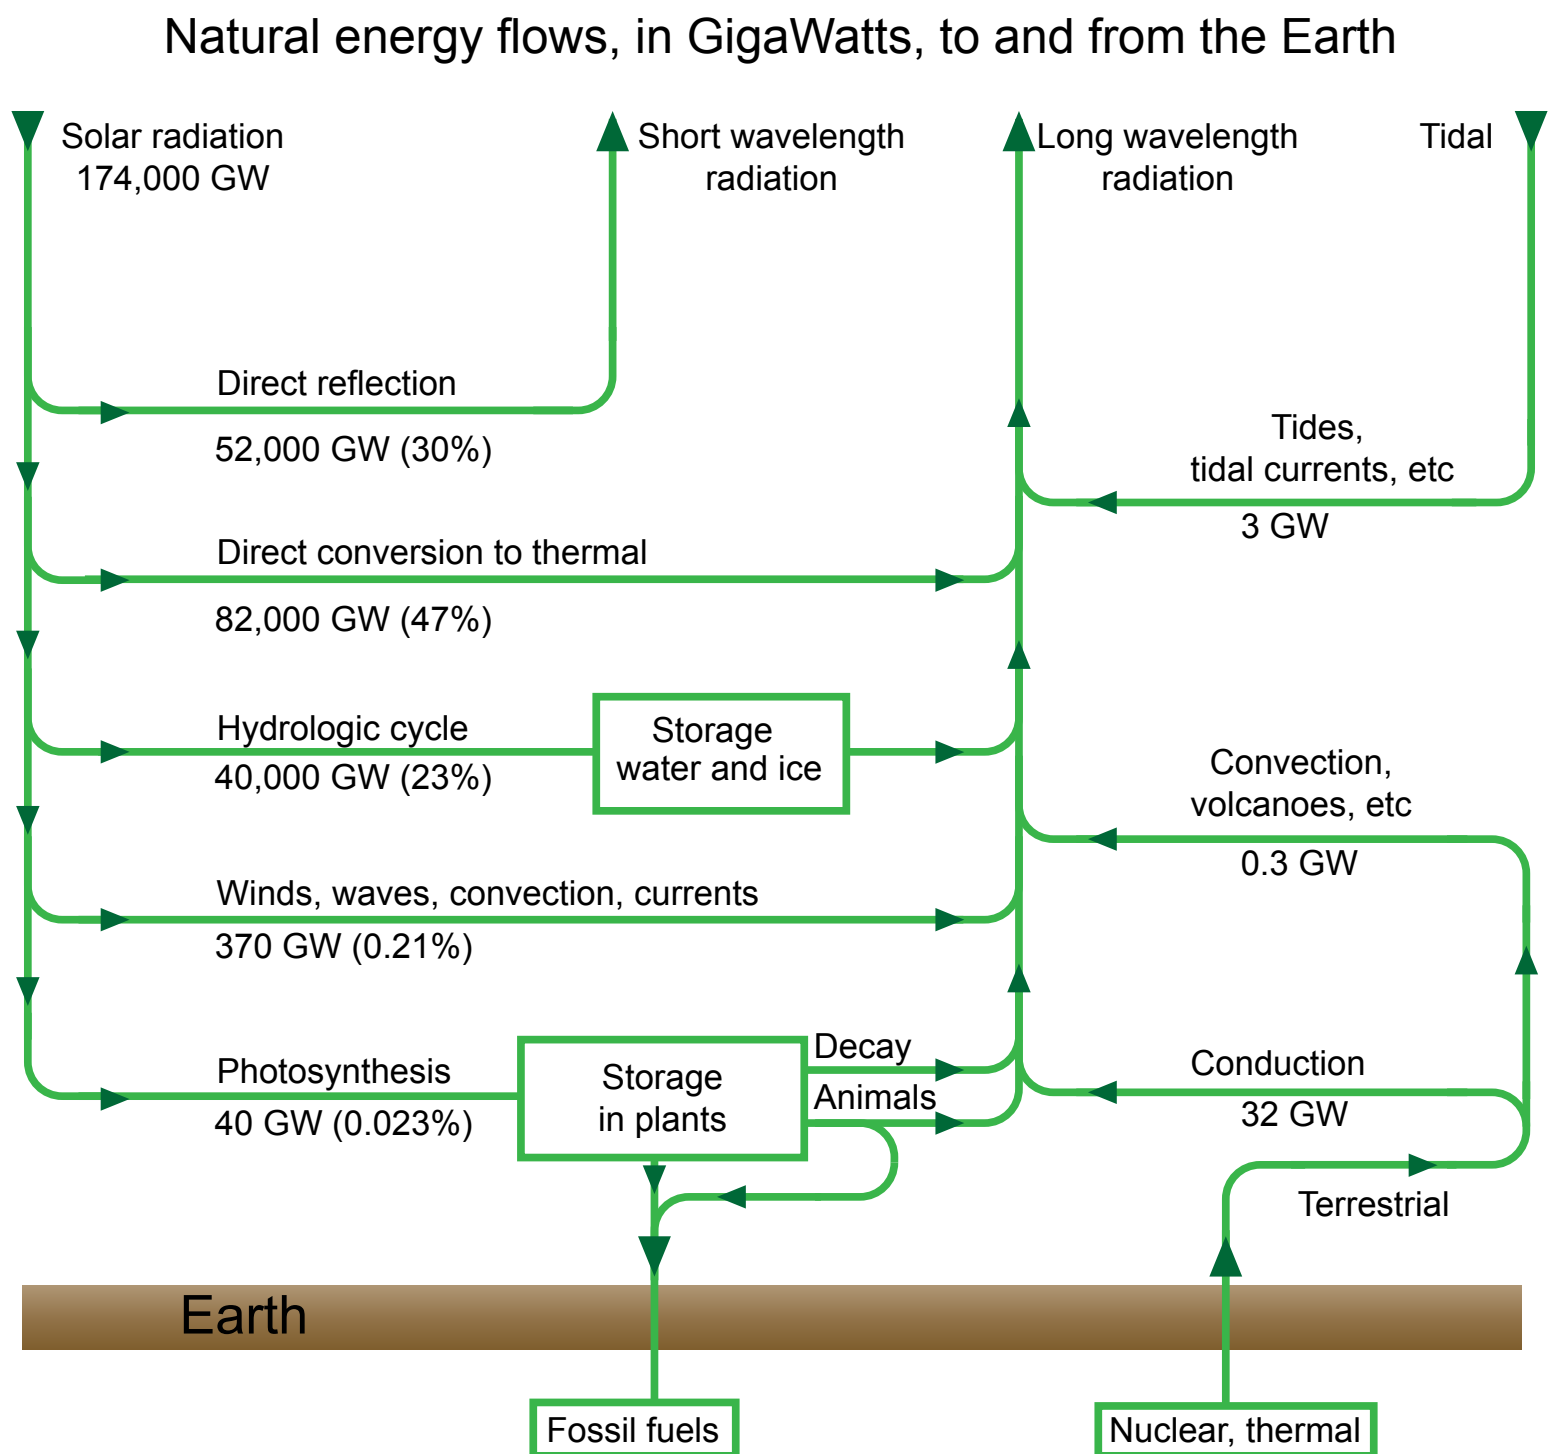 Natural energy flows, in GigaWatts, to and from the Earth
Solar radiation
174,000 GW
Short wavelength
radiation
Long wavelength
radiation
Tidal
Direct reflection
52,000 GW (30%)
Tides,
tidal currents, etc
3 GW
Direct conversion to thermal
82,000 GW (47%)
Hydrologic cycle
40,000 GW (23%)
Storage
water and ice
Convection,
volcanoes, etc
0.3 GW
Winds, waves, convection, currents
370 GW (0.21%)
Photosynthesis
40 GW (0.023%)
Storage
in plants
Decay
Animals
Conduction
32 GW
Terrestrial
Earth
Fossil fuels
Nuclear, thermal